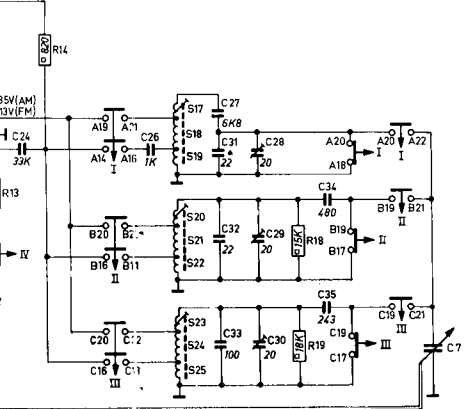 820 R14
85V(AM)
13V(FM)
A19 A21
S17
C27
6K8
C24
33K
C26
1K
A14 A16
I
S18
S19
C31
22
C28
20
A20
A18
I
A20 A22
I
R13
C34
480
B19 B21
II
B20
S20
S21
S22
C32
22
C29
20
15K R18
B19
B17
II
B16 B11
II
IV
C35
243
C19 C21
III
C20
S23
S24
S25
C33
100
C30
20
18K R19
C19
C17
III
C16
III
C7